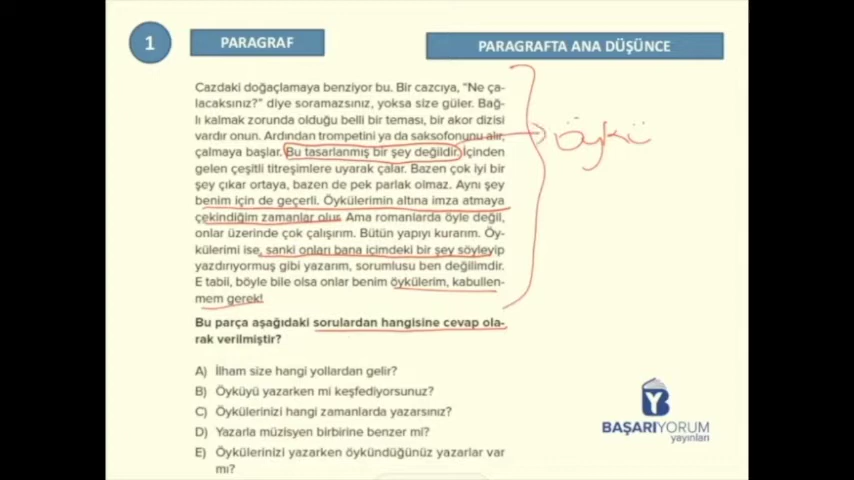 1
PARAGRAF
PARAGRAFTA ANA DÜŞÜNCE
Cazdaki doğaçlamaya benziyor bu. Bir cazcıya, "Ne ça-
lacaksınız?" diye soramazsınız, yoksa size güler. Bağ-
lı kalmak zorunda olduğu belli bir teması, bir akor dizisi
vardır onun. Ardından trompetini ya da saksofonunu alır,
çalmaya başlar. Bu tasarlanmış bir şey değildir. İçinden
gelen çeşitli titreşimlere uyarak çalar. Bazen çok iyi bir
şey çıkar ortaya, bazen de pek parlak olmaz. Aynı şey
benim için de geçerli. Öykülerimin altına imza atmaya
çekindiğim zamanlar olur. Ama romanlarda öyle değil,
onlar üzerinde çok çalışırım. Bütün yapıyı kurarım. Öy-
külerimi ise, sanki onları bana içimdeki bir şey söyleyip
yazdırıyormuş gibi yazarım, sorumlusu ben değilimdir.
E tabii, böyle bile olsa onlar benim öykülerim, kabullen-
mem gerek!
öykü
Bu parça aşağıdaki sorulardan hangisine cevap ola-
rak verilmiştir?
A) İlham size hangi yollardan gelir?
B) Öyküyü yazarken mi keşfediyorsunuz?
C) Öykülerinizi hangi zamanlarda yazarsınız?
D) Yazarla müzisyen birbirine benzer mi?
E) Öykülerinizi yazarken öykündüğünüz yazarlar var
mı?
BAŞARIYORUM
yayınları